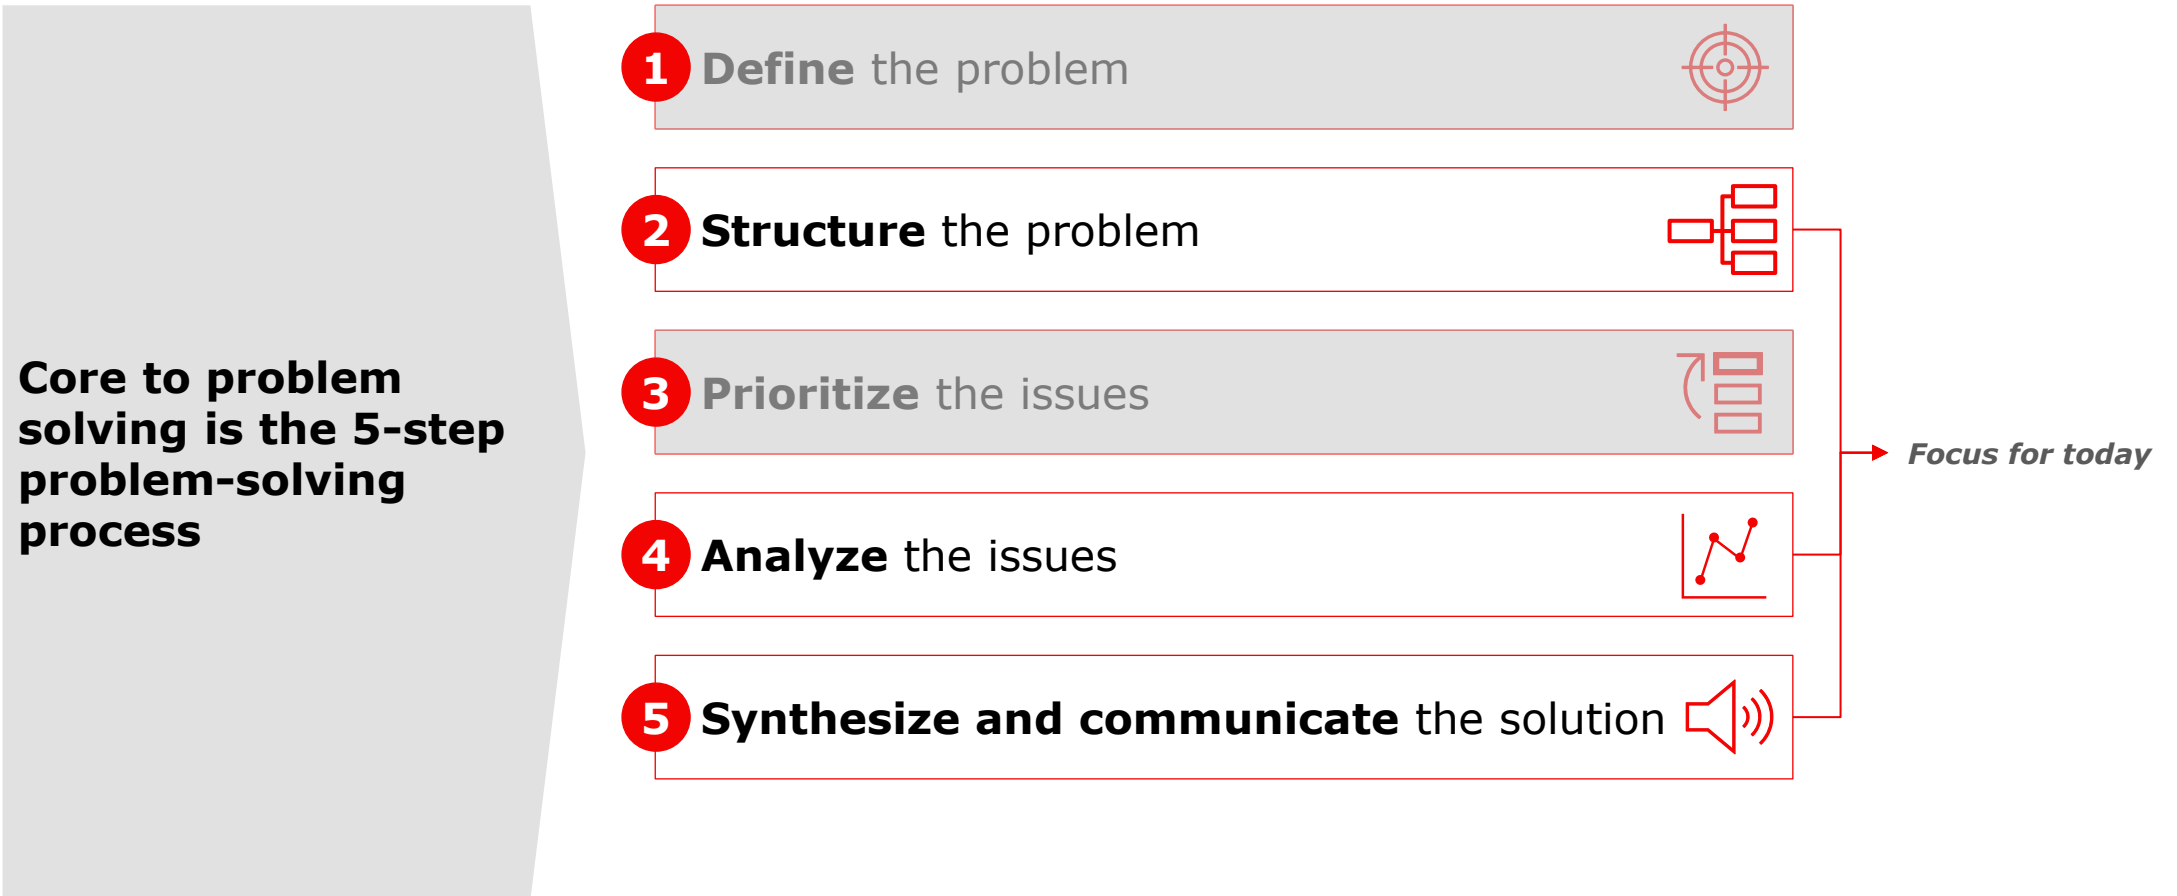 Core to problem
solving is the 5-step
problem-solving
process
1 Define the problem
2 Structure the problem
3 Prioritize the issues
4 Analyze the issues
5 Synthesize and communicate the solution
Focus for today